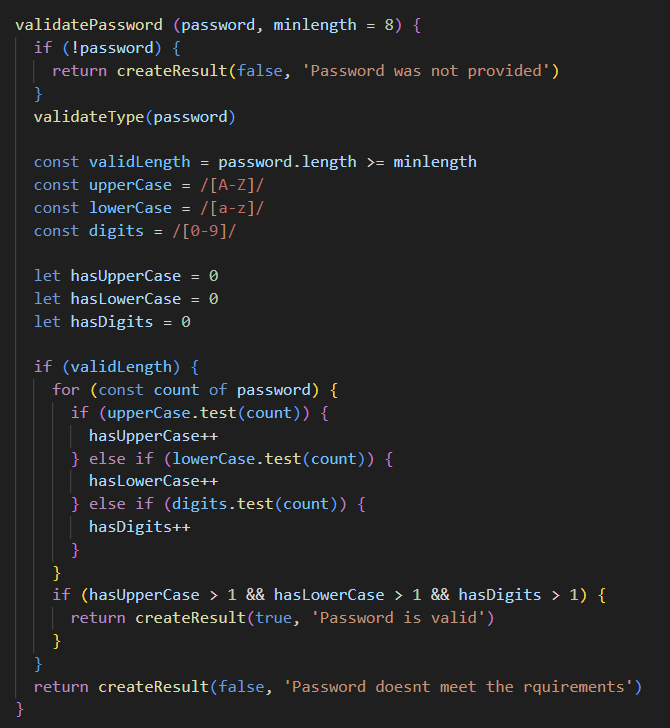 validatePassword (password, minlength = 8) {
if (!password) {
return createResult(false, 'Password was not provided')
}
validateType(password)
const validLength = password.length >= minlength
const upperCase = /[A-Z]/
const lowerCase = /[a-z]/
const digits = /[0-9]/
let hasUpperCase = 0
let hasLowerCase = 0
let hasDigits = 0
if (validLength) {
for (const count of password) {
if (upperCase.test(count)) {
hasUpperCase++
} else if (lowerCase.test(count)) {
hasLowerCase++
} else if (digits.test(count)) {
hasDigits++
}
}
if (hasUpperCase > 1 && hasLowerCase > 1 && hasDigits > 1) {
return createResult(true, 'Password is valid')
}
}
return createResult(false, 'Password doesnt meet the rquirements')
}